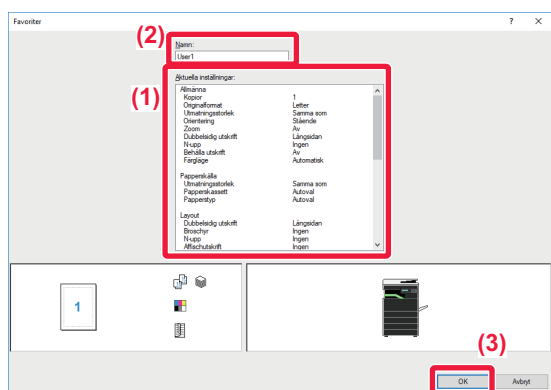 Favoriter ? ×
(2)
Namn:
User1
(1)
Aktuella inställningar:
Allmänna
Kopior 1
Originalformat Letter
Utmatningsstorlek Samma som
Orientering Stående
Zoom Av
Dubbelsidig utskrift Långsidan
N-upp Ingen
Behålla utskrift Av
Färgläge Automatisk
Papperskälla
Utmatningsstorlek Samma som
Papperskassett Autoval
Papperstyp Autoval
Layout
Dubbelsidig utskrift Långsidan
Broschyr Ingen
N-upp Ingen
Affischutskrift Ingen
1
(3)
OK Avbryt